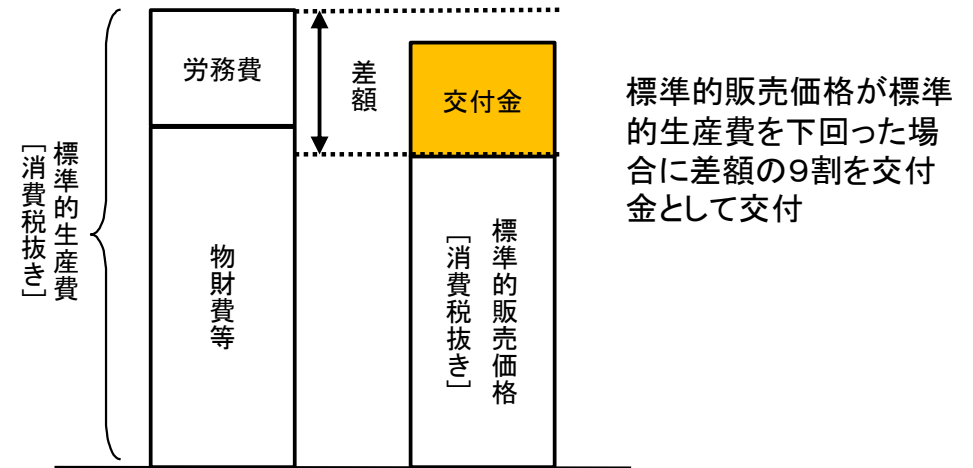 標準的生産費
［消費税抜き］
労務費
物財費等
差額
交付金
標準的販売価格
［消費税抜き］
標準的販売価格が標準
的生産費を下回った場
合に差額の９割を交付
金として交付